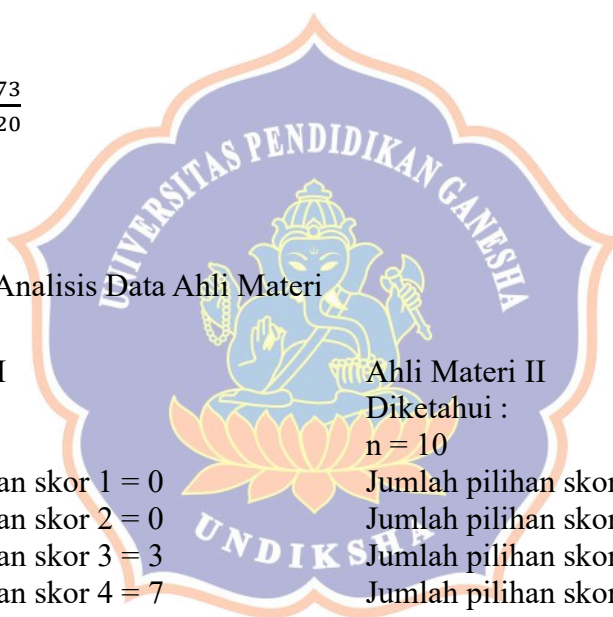 73
20
UNIVERSITAS PENDIDIKAN GANESHA
Analisis Data Ahli Materi
I
Ahli Materi II
Diketahui :
n = 10
an skor 1 = 0
Jumlah pilihan skor
an skor 2 = 0
Jumlah pilihan skor
an skor 3 = 3
Jumlah pilihan skor
an skor 4 = 7
Jumlah pilihan skor
UNDIKSHA